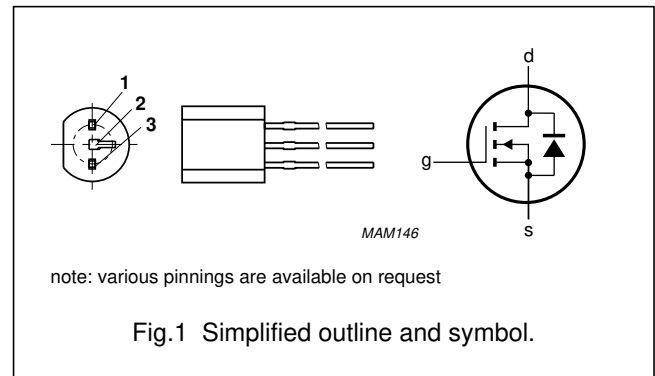 1
2
3
d
g
s
MAM146
note: various pinnings are available on request
Fig.1 Simplified outline and symbol.